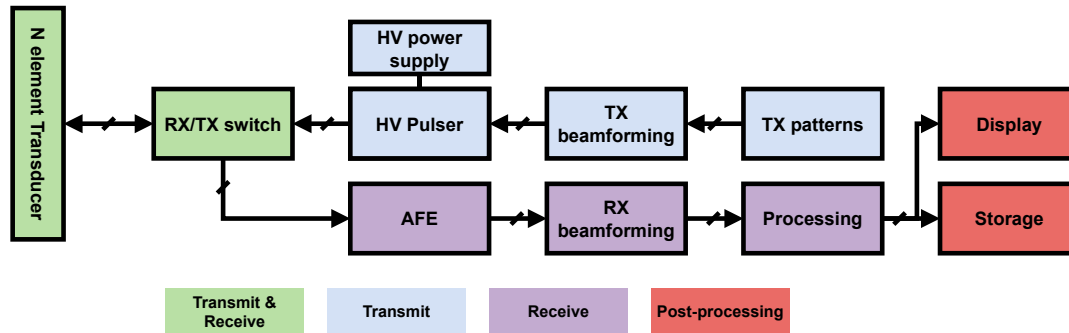 N element Transducer
HV power
supply
RX/TX switch
HV Pulser
TX
beamforming
TX patterns
Display
AFE
RX
beamforming
Processing
Storage
Transmit &
Receive
Transmit
Receive
Post-processing